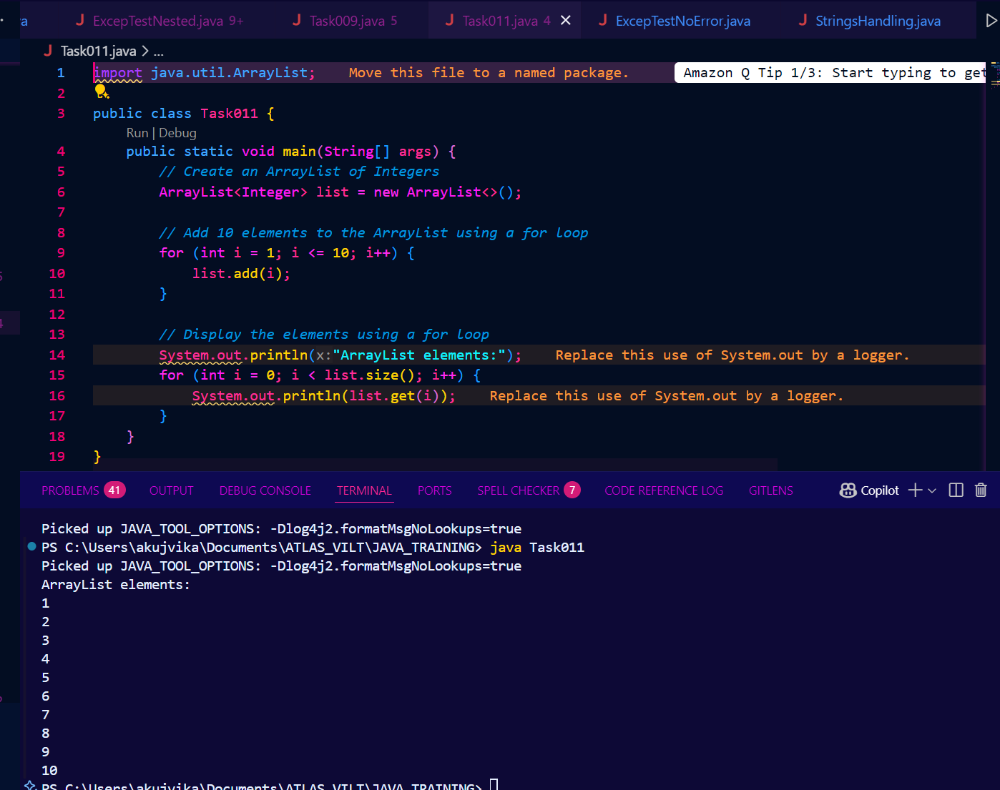 va
J ExcepTestNested.java 9+
J Task009.java 5
J Task011.java 4
J ExcepTestNoError.java
J StringsHandling.java
J Task011.java > ...
1 import java.util.ArrayList; Move this file to a named package. Amazon Q Tip 1/3: Start typing to get
2
3 public class Task011 {
Run | Debug
4 public static void main(String[] args) {
5 // Create an ArrayList of Integers
6 ArrayList<Integer> list = new ArrayList<>();
7
8 // Add 10 elements to the ArrayList using a for loop
9 for (int i = 1; i <= 10; i++) {
10 list.add(i);
11 }
12
13 // Display the elements using a for loop
14 System.out.println(x:"ArrayList elements:"); Replace this use of System.out by a logger.
15 for (int i = 0; i < list.size(); i++) {
16 System.out.println(list.get(i)); Replace this use of System.out by a logger.
17 }
18 }
19 }
PROBLEMS 41 OUTPUT DEBUG CONSOLE TERMINAL PORTS SPELL CHECKER 7 CODE REFERENCE LOG GITLENS Copilot
Picked up JAVA_TOOL_OPTIONS: -Dlog4j2.formatMsgNoLookups=true
PS C:\Users\akujvika\Documents\ATLAS_VILT\JAVA_TRAINING> java Task011
Picked up JAVA_TOOL_OPTIONS: -Dlog4j2.formatMsgNoLookups=true
ArrayList elements:
1
2
3
4
5
6
7
8
9
10
PS C:\Users\akujvika\Documents\ATLAS_VILT\JAVA_TRAINING>